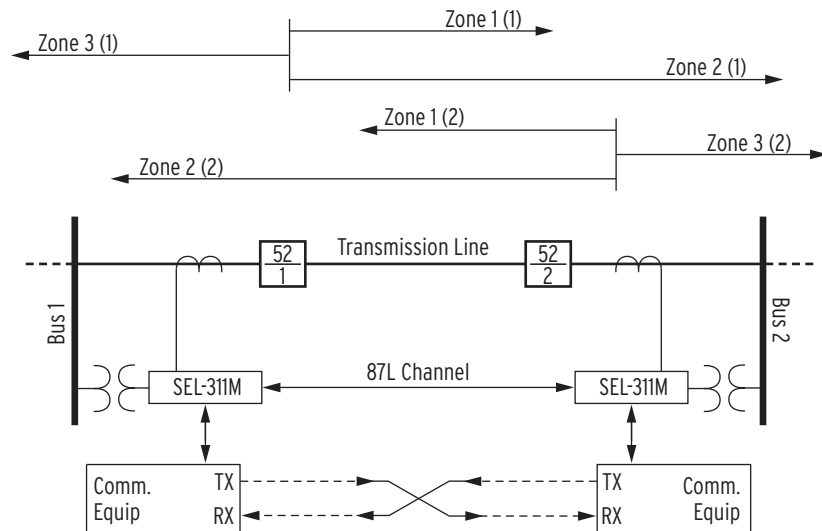 Zone 1 (1)
Zone 3 (1)
Zone 2 (1)
Zone 1 (2)
Zone 3 (2)
Zone 2 (2)
52
1
Transmission Line
52
2
Bus 1
Bus 2
SEL-311M
87L Channel
SEL-311M
Comm.
Equip
TX
RX
TX
RX
Comm.
Equip